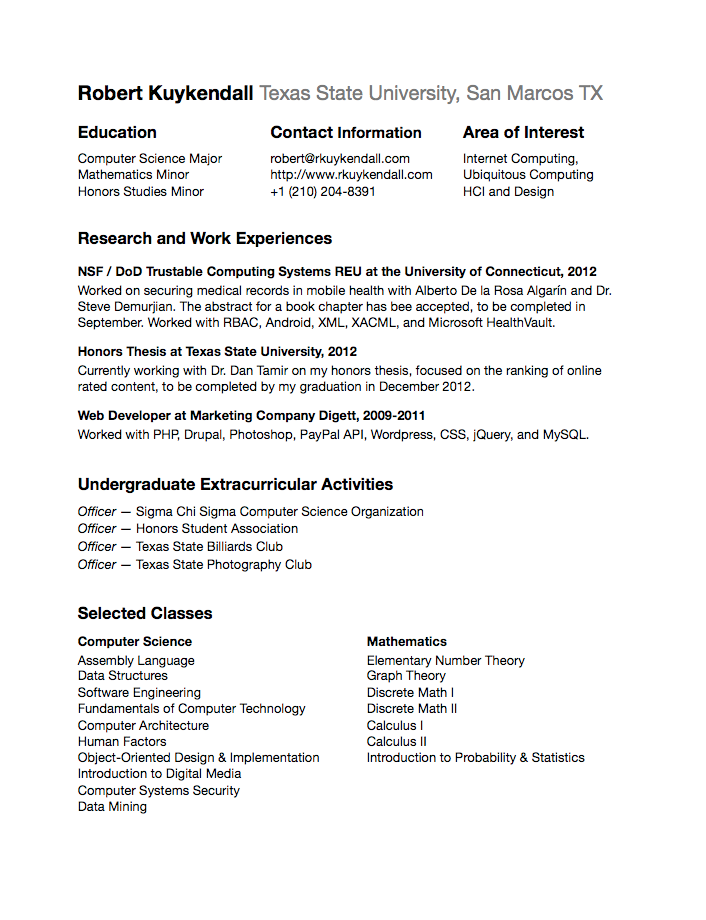 Robert Kuykendall Texas State University, San Marcos TX
Education
Computer Science Major
Mathematics Minor
Honors Studies Minor
Contact Information
robert@rkuykendall.com
http://www.rkuykendall.com
+1 (210) 204-8391
Area of Interest
Internet Computing,
Ubiquitous Computing
HCI and Design
Research and Work Experiences
NSF / DoD Trustable Computing Systems REU at the University of Connecticut, 2012
Worked on securing medical records in mobile health with Alberto De la Rosa Algarín and Dr.
Steve Demurjian. The abstract for a book chapter has bee accepted, to be completed in
September. Worked with RBAC, Android, XML, XACML, and Microsoft HealthVault.
Honors Thesis at Texas State University, 2012
Currently working with Dr. Dan Tamir on my honors thesis, focused on the ranking of online
rated content, to be completed by my graduation in December 2012.
Web Developer at Marketing Company Digett, 2009-2011
Worked with PHP, Drupal, Photoshop, PayPal API, Wordpress, CSS, jQuery, and MySQL.
Undergraduate Extracurricular Activities
Officer — Sigma Chi Sigma Computer Science Organization
Officer — Honors Student Association
Officer — Texas State Billiards Club
Officer — Texas State Photography Club
Selected Classes
Computer Science
Assembly Language
Data Structures
Software Engineering
Fundamentals of Computer Technology
Computer Architecture
Human Factors
Object-Oriented Design & Implementation
Introduction to Digital Media
Computer Systems Security
Data Mining
Mathematics
Elementary Number Theory
Graph Theory
Discrete Math I
Discrete Math II
Calculus I
Calculus II
Introduction to Probability & Statistics